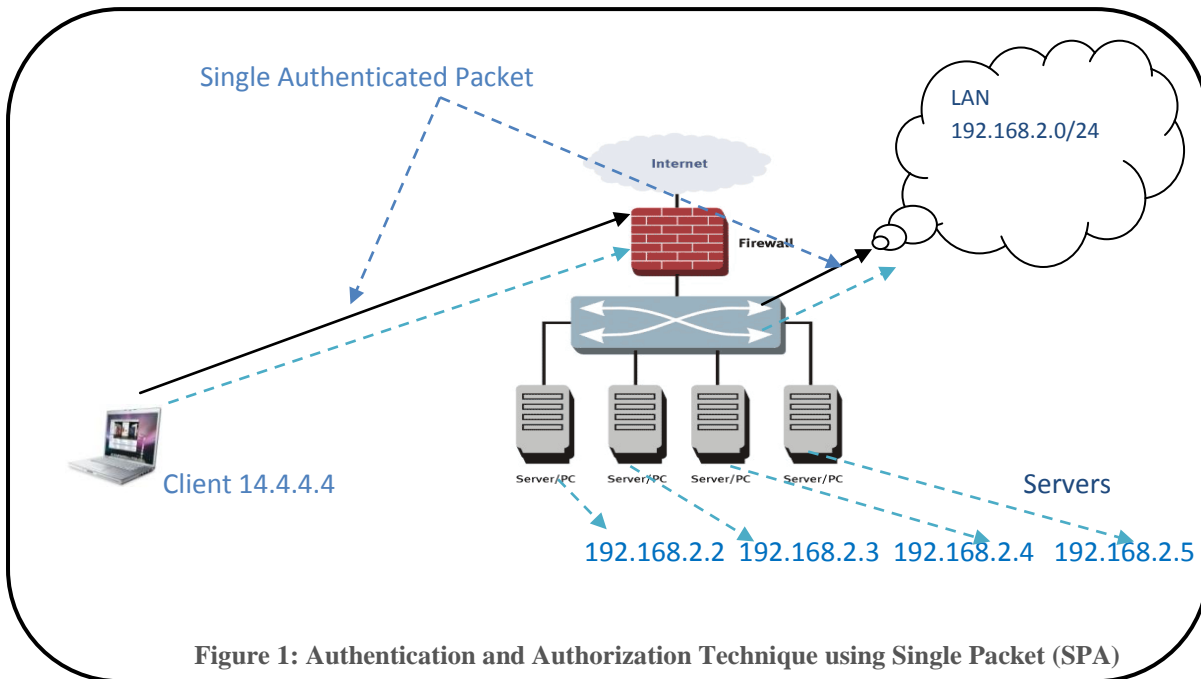 Single Authenticated Packet
LAN
192.168.2.0/24
Internet
Firewall
Client 14.4.4.4
Server/PC Server/PC Server/PC Server/PC
Servers
192.168.2.2 192.168.2.3 192.168.2.4 192.168.2.5
Figure 1: Authentication and Authorization Technique using Single Packet (SPA)